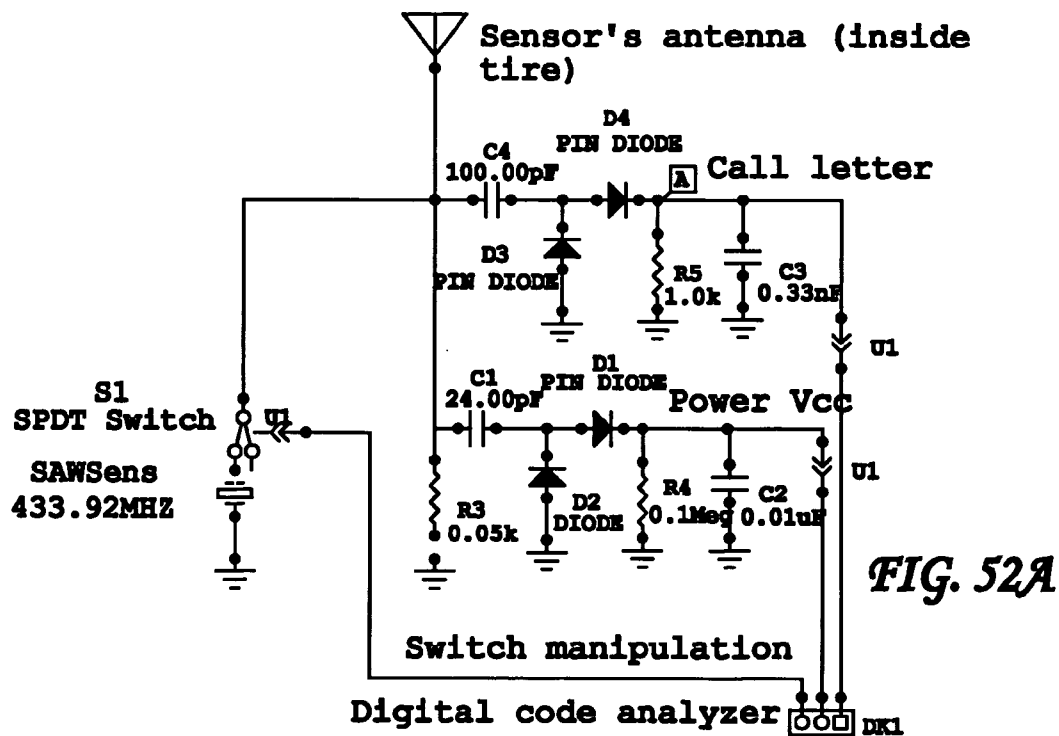 Sensor's antenna (inside
tire)
D4
PIN DIODE
C4
100.00pF
A
Call letter
D3
PIN DIODE
R5
1.0k
C3
0.33nF
U1
S1
SPDT Switch
U1
SAWSens
433.92MHZ
C1
24.00pF
D1
PIN DIODE
Power Vcc
U1
R3
0.05k
D2
DIODE
R4
0.1Meg
C2
0.01uF
FIG. 52A
Switch manipulation
Digital code analyzer
DK1